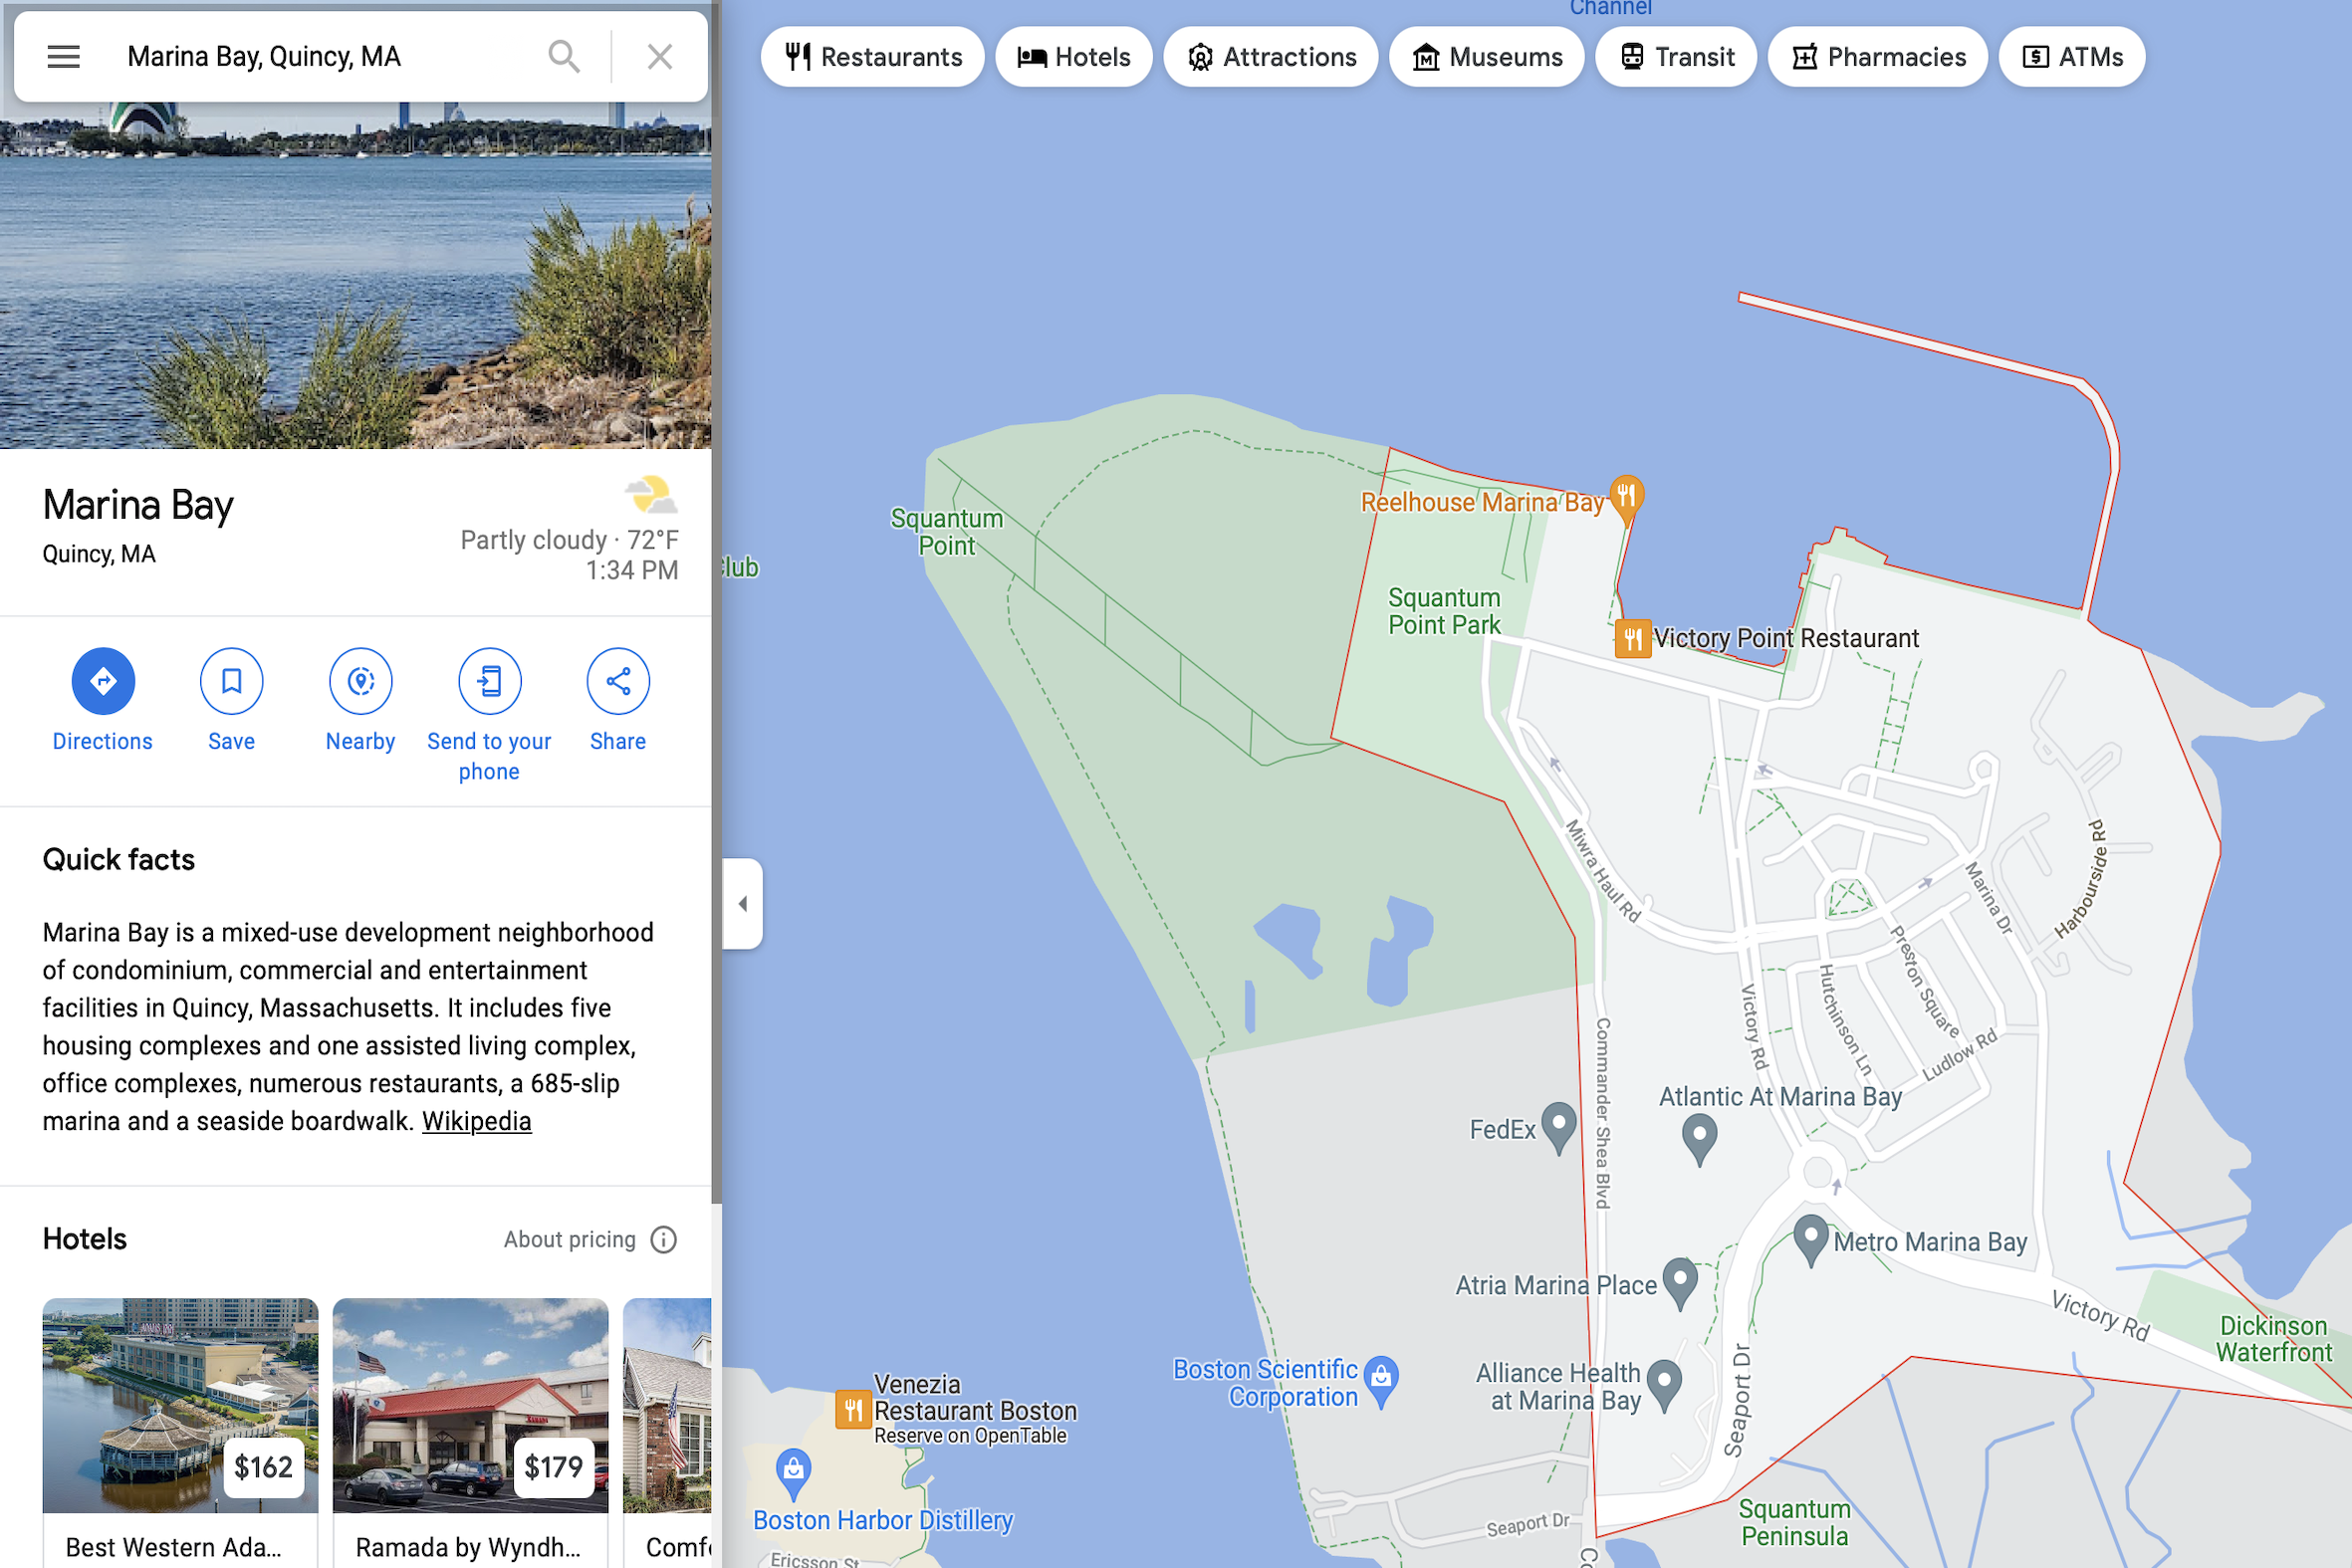 Marina Bay, Quincy, MA
Marina Bay
Quincy, MA
Partly cloudy · 72°F
1:34 PM
Directions
Save
Nearby
Send to your
phone
Share
Quick facts
Marina Bay is a mixed-use development neighborhood
of condominium, commercial and entertainment
facilities in Quincy, Massachusetts. It includes five
housing complexes and one assisted living complex,
office complexes, numerous restaurants, a 685-slip
marina and a seaside boardwalk. Wikipedia
Hotels
About pricing
$162
$179
Best Western Ada...
Ramada by Wyndh...
Comfo
Channel
Restaurants
Hotels
Attractions
Museums
Transit
Pharmacies
ATMs
Club
Squantum
Point
Reelhouse Marina Bay
Squantum
Point Park
Victory Point Restaurant
Miwra Haul Rd
Marina Dr
Harbourside Rd
Preston Square
Hutchinson Ln
Victory Rd
Ludlow Rd
Commander Shea Blvd
Atlantic At Marina Bay
FedEx
Metro Marina Bay
Atria Marina Place
Victory Rd
Dickinson
Waterfront
Boston Scientific
Corporation
Alliance Health
at Marina Bay
Seaport Dr
Venezia
Restaurant Boston
Reserve on OpenTable
Boston Harbor Distillery
Ericsson St
Seaport Dr
Co
Squantum
Peninsula